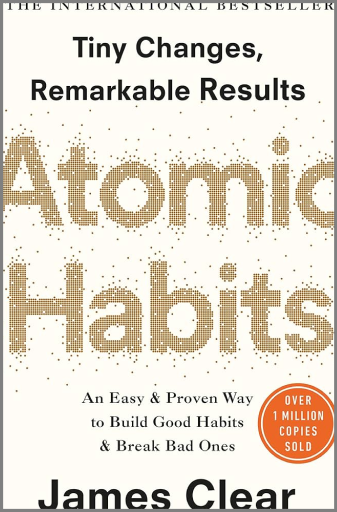 THE INTERNATIONAL BESTSELLER
Tiny Changes,
Remarkable Results
Atomic
Habits
An Easy & Proven Way
to Build Good Habits
& Break Bad Ones
OVER
1 MILLION
COPIES
SOLD
James Clear